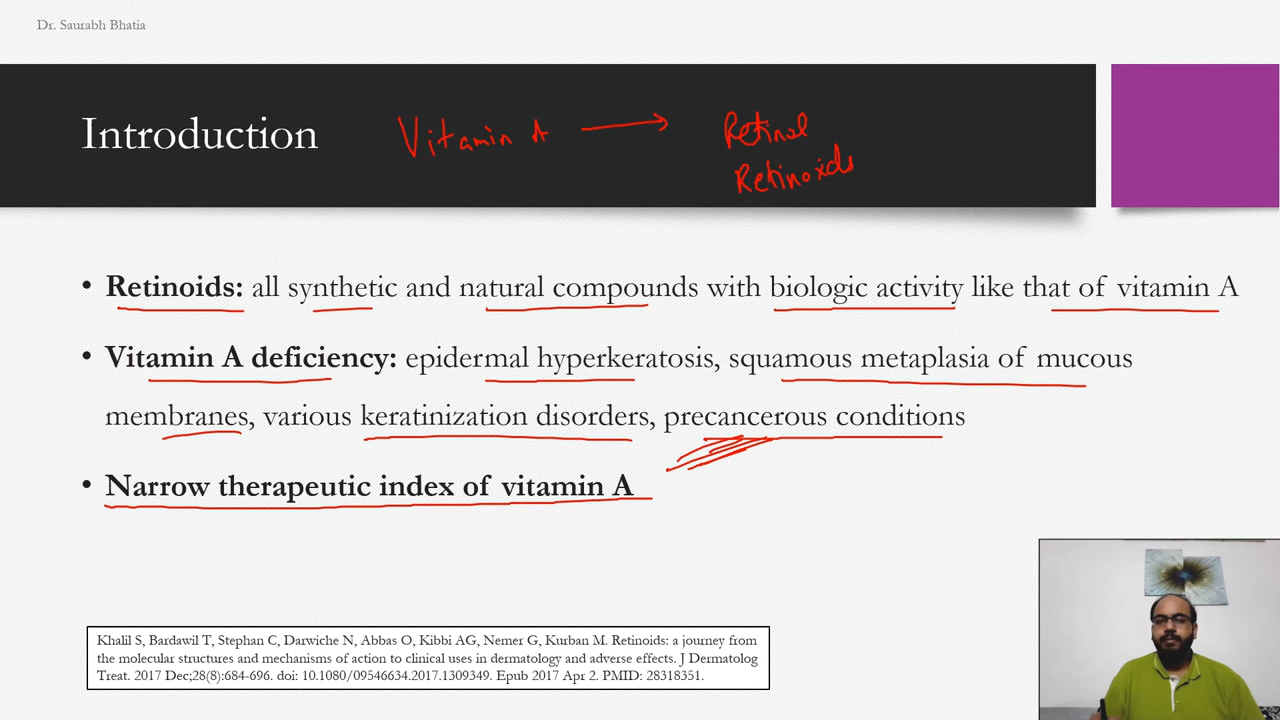 Dr. Saurabh Bhatia
Introduction
Vitamin A → Retinol
Retinoids
• Retinoids: all synthetic and natural compounds with biologic activity like that of vitamin A
• Vitamin A deficiency: epidermal hyperkeratosis, squamous metaplasia of mucous
membranes, various keratinization disorders, precancerous conditions
• Narrow therapeutic index of vitamin A
Khalil S, Bardawil T, Stephan C, Darwiche N, Abbas O, Kibbi AG, Nemer G, Kurban M. Retinoids: a journey from
the molecular structures and mechanisms of action to clinical uses in dermatology and adverse effects. J Dermatolog
Treat. 2017 Dec;28(8):684-696. doi: 10.1080/09546634.2017.1309349. Epub 2017 Apr 2. PMID: 28318351.